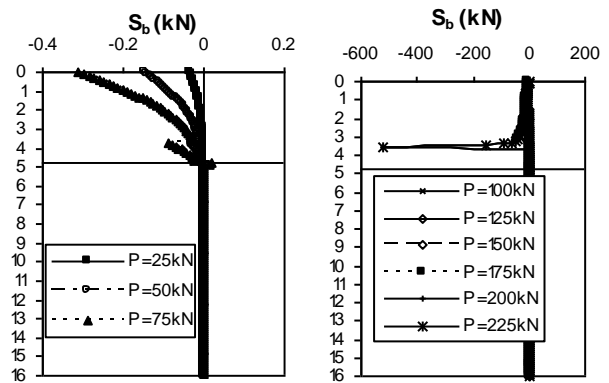 S_b (kN)
-0.4 -0.2 0 0.2
0
1
2
3
4
5
6
7
8
9
10
11
12
13
14
15
16
P=25kN
P=50kN
P=75kN
S_b (kN)
-600 -400 -200 0 200
0
1
2
3
4
5
6
7
8
9
10
11
12
13
14
15
16
P=100kN
P=125kN
P=150kN
P=175kN
P=200kN
P=225kN